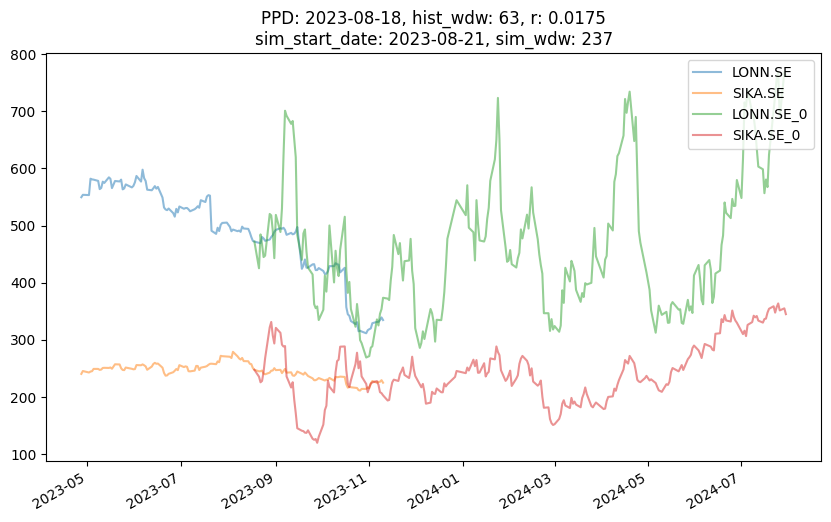 PPD: 2023-08-18, hist_wdw: 63, r: 0.0175
sim_start_date: 2023-08-21, sim_wdw: 237
800
700
600
500
400
300
200
100
LONN.SE
SIKA.SE
LONN.SE_0
SIKA.SE_0
2023-05
2023-07
2023-09
2023-11
2024-01
2024-03
2024-05
2024-07